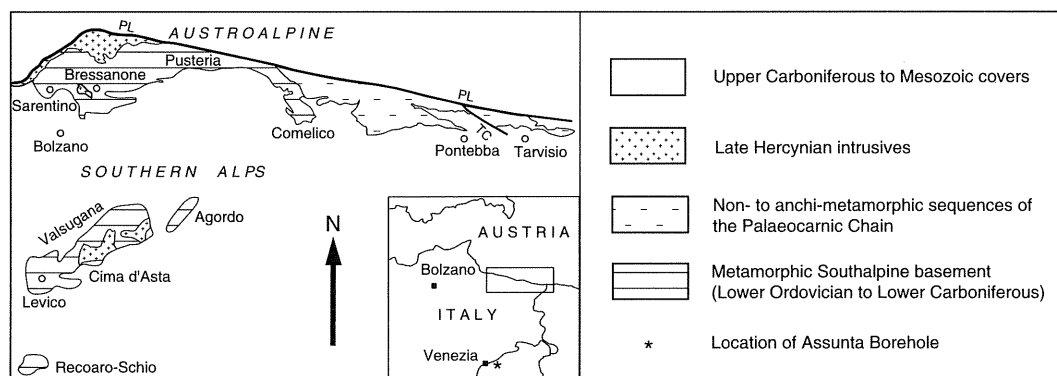 PL
AUSTROALPINE
Pusteria
Bressanone
Sarentino
Bolzano
Comelico
PL
Pontebba
Tarvisio
SOUTHERN ALPS
Valsugana
Agordo
Cima d'Asta
Levico
Recoaro-Schio
N
AUSTRIA
Bolzano
ITALY
Venezia
*
Upper Carboniferous to Mesozoic covers
Late Hercynian intrusives
Non- to anchi-metamorphic sequences of
the Palaeocarnic Chain
Metamorphic Southalpine basement
(Lower Ordovician to Lower Carboniferous)
* Location of Assunta Borehole